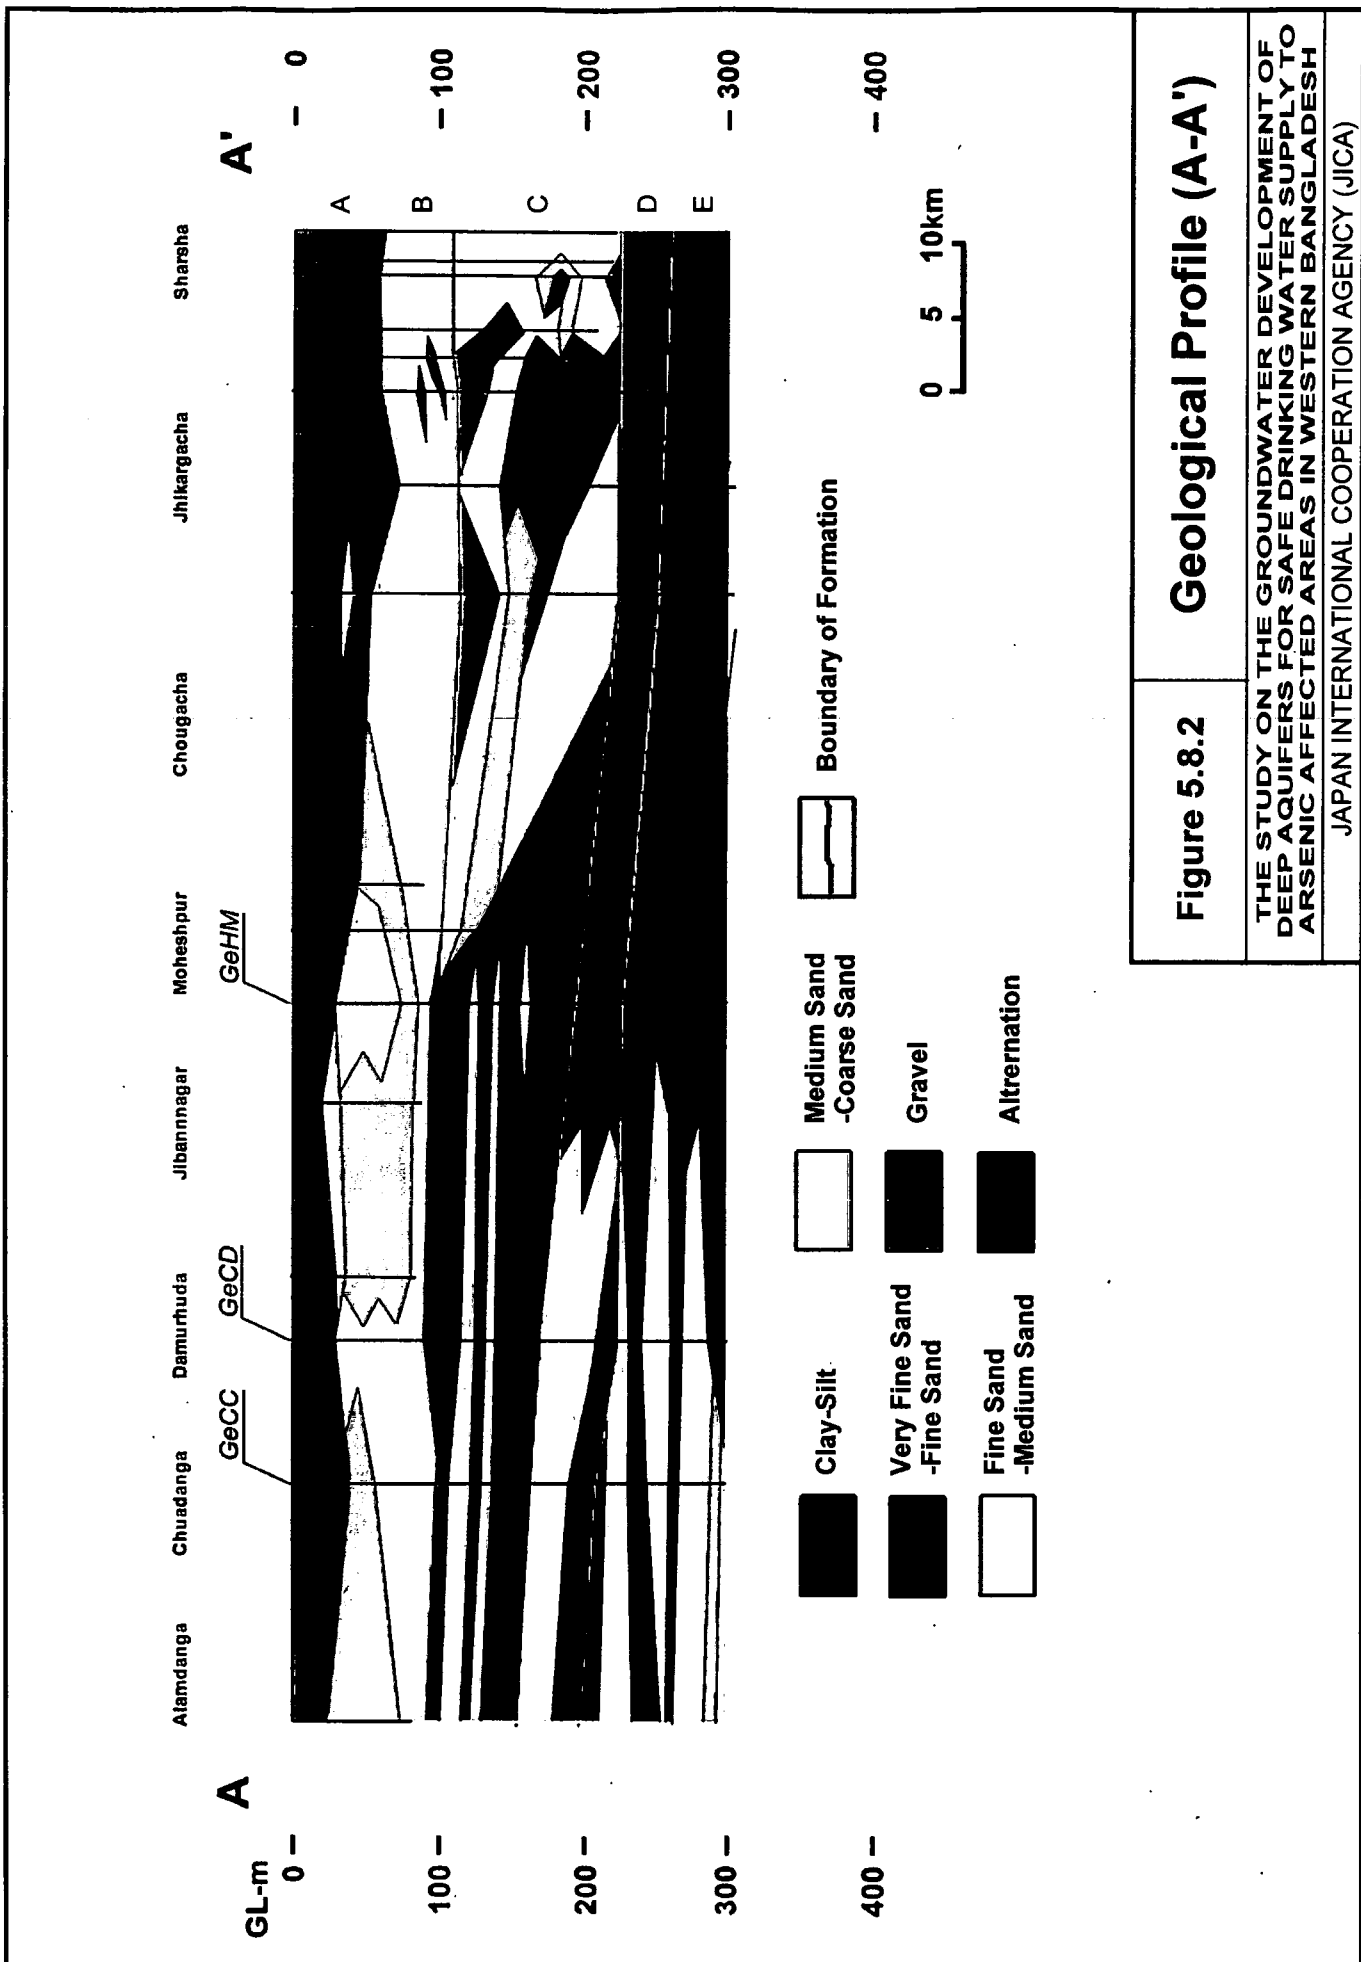 Alamdanga Chuadanga Damurhuda Jibannnagar Moheshpur Chougacha Jhikargacha Sharsha
A GeCC GeCD GeHM A'
GL-m
0 0
100 100
200 200
300 300
400 400
A
B
C
D
E
0 5 10km
Clay-Silt
Very Fine Sand
-Fine Sand
Fine Sand
-Medium Sand
Medium Sand
-Coarse Sand
Gravel
Altrernation
Boundary of Formation
Figure 5.8.2 Geological Profile (A-A')
THE STUDY ON THE GROUNDWATER DEVELOPMENT OF
DEEP AQUIFERS FOR SAFE DRINKING WATER SUPPLY TO
ARSENIC AFFECTED AREAS IN WESTERN BANGLADESH
JAPAN INTERNATIONAL COOPERATION AGENCY (JICA)